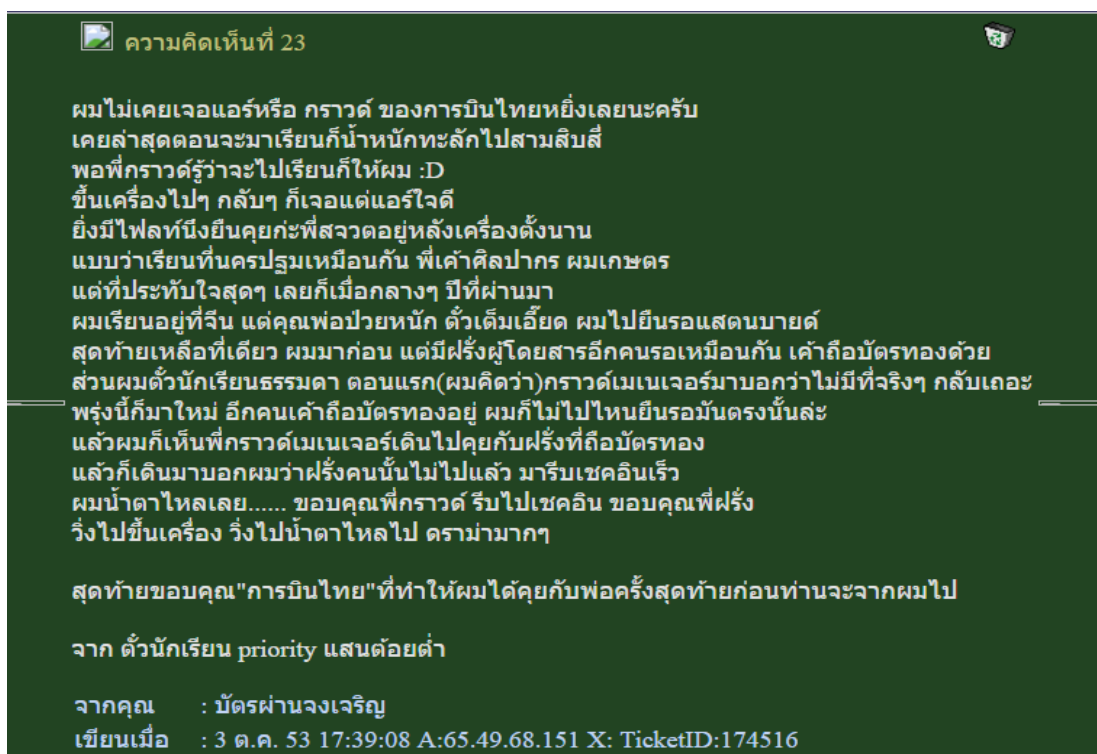 ความคิดเห็นที่ 23
ผมไม่เคยเจอแอร์หรือ กราวด์ ของการบินไทยหยิ่งเลยนะครับ
เคยล่าสุดตอนจะมาเรียนก็น้ำหนักทะลักไปสามสิบสี่
พอพี่กราวด์รู้ว่าจะไปเรียนก็ให้ผม :D
ขึ้นเครื่องไปๆ กลับๆ ก็เจอแต่แอร์ใจดี
ยิ่งมีไฟลท์นึงยืนคุยก่ะพี่สจวตอยู่หลังเครื่องตั้งนาน
แบบว่าเรียนที่นครปฐมเหมือนกัน พี่เค้าศิลปากร ผมเกษตร
แต่ที่ประทับใจสุดๆ เลยก็เมื่อกลางๆ ปีที่ผ่านมา
ผมเรียนอยู่ที่จีน แต่คุณพ่อป่วยหนัก ตั๋วเต็มเอี๊ยด ผมไปยืนรอแสตนบายด์
สุดท้ายเหลือที่เดียว ผมมาก่อน แต่มีฝรั่งผู้โดยสารอีกคนรอเหมือนกัน เค้าถือบัตรทองด้วย
ส่วนผมตั๋วนักเรียนธรรมดา ตอนแรก(ผมคิดว่า)กราวด์เมเนเจอร์มาบอกว่าไม่มีที่จริงๆ กลับเถอะ
พรุ่งนี้ก็มาใหม่ อีกคนเค้าถือบัตรทองอยู่ ผมก็ไม่ไปไหนยืนรอมันตรงนั้นล่ะ
แล้วผมก็เห็นพี่กราวด์เมเนเจอร์เดินไปคุยกับฝรั่งที่ถือบัตรทอง
แล้วก็เดินมาบอกผมว่าฝรั่งคนนั้นไม่ไปแล้ว มารีบเชคอินเร็ว
ผมน้ำตาไหลเลย...... ขอบคุณพี่กราวด์ รีบไปเชคอิน ขอบคุณพี่ฝรั่ง
วิ่งไปขึ้นเครื่อง วิ่งไปน้ำตาไหลไป ดราม่ามากๆ
สุดท้ายขอบคุณ"การบินไทย"ที่ทำให้ผมได้คุยกับพ่อครั้งสุดท้ายก่อนท่านจะจากผมไป
จาก ตั๋วนักเรียน priority แสนต้อยต่ำ
จากคุณ : บัตรผ่านจงเจริญ
เขียนเมื่อ : 3 ต.ค. 53 17:39:08 A:65.49.68.151 X: TicketID:174516